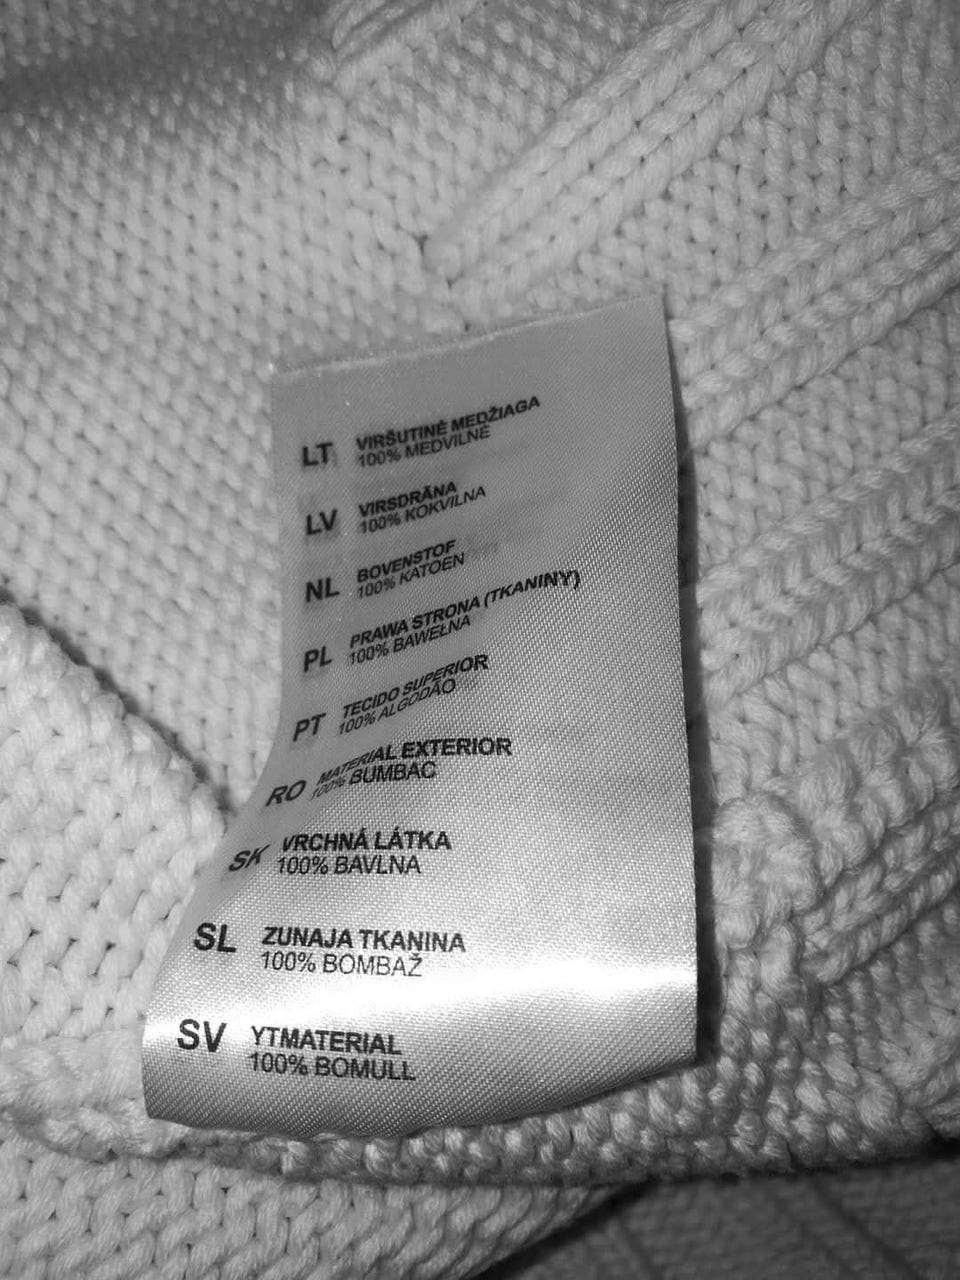 LT VIRŠUTINĖ MEDŽIAGA
100% MEDVILNĖ
LV VIRSDRĀNA
100% KOKVILNA
NL BOVENSTOF
100% KATOEN
PL PRAWA STRONA (TKANINY)
100% BAWEŁNA
PT TECIDO SUPERIOR
100% ALGODÃO
RO MATERIAL EXTERIOR
100% BUMBAC
SK VRCHNÁ LÁTKA
100% BAVLNA
SL ZUNAJA TKANINA
100% BOMBAŽ
SV YTMATERIAL
100% BOMULL